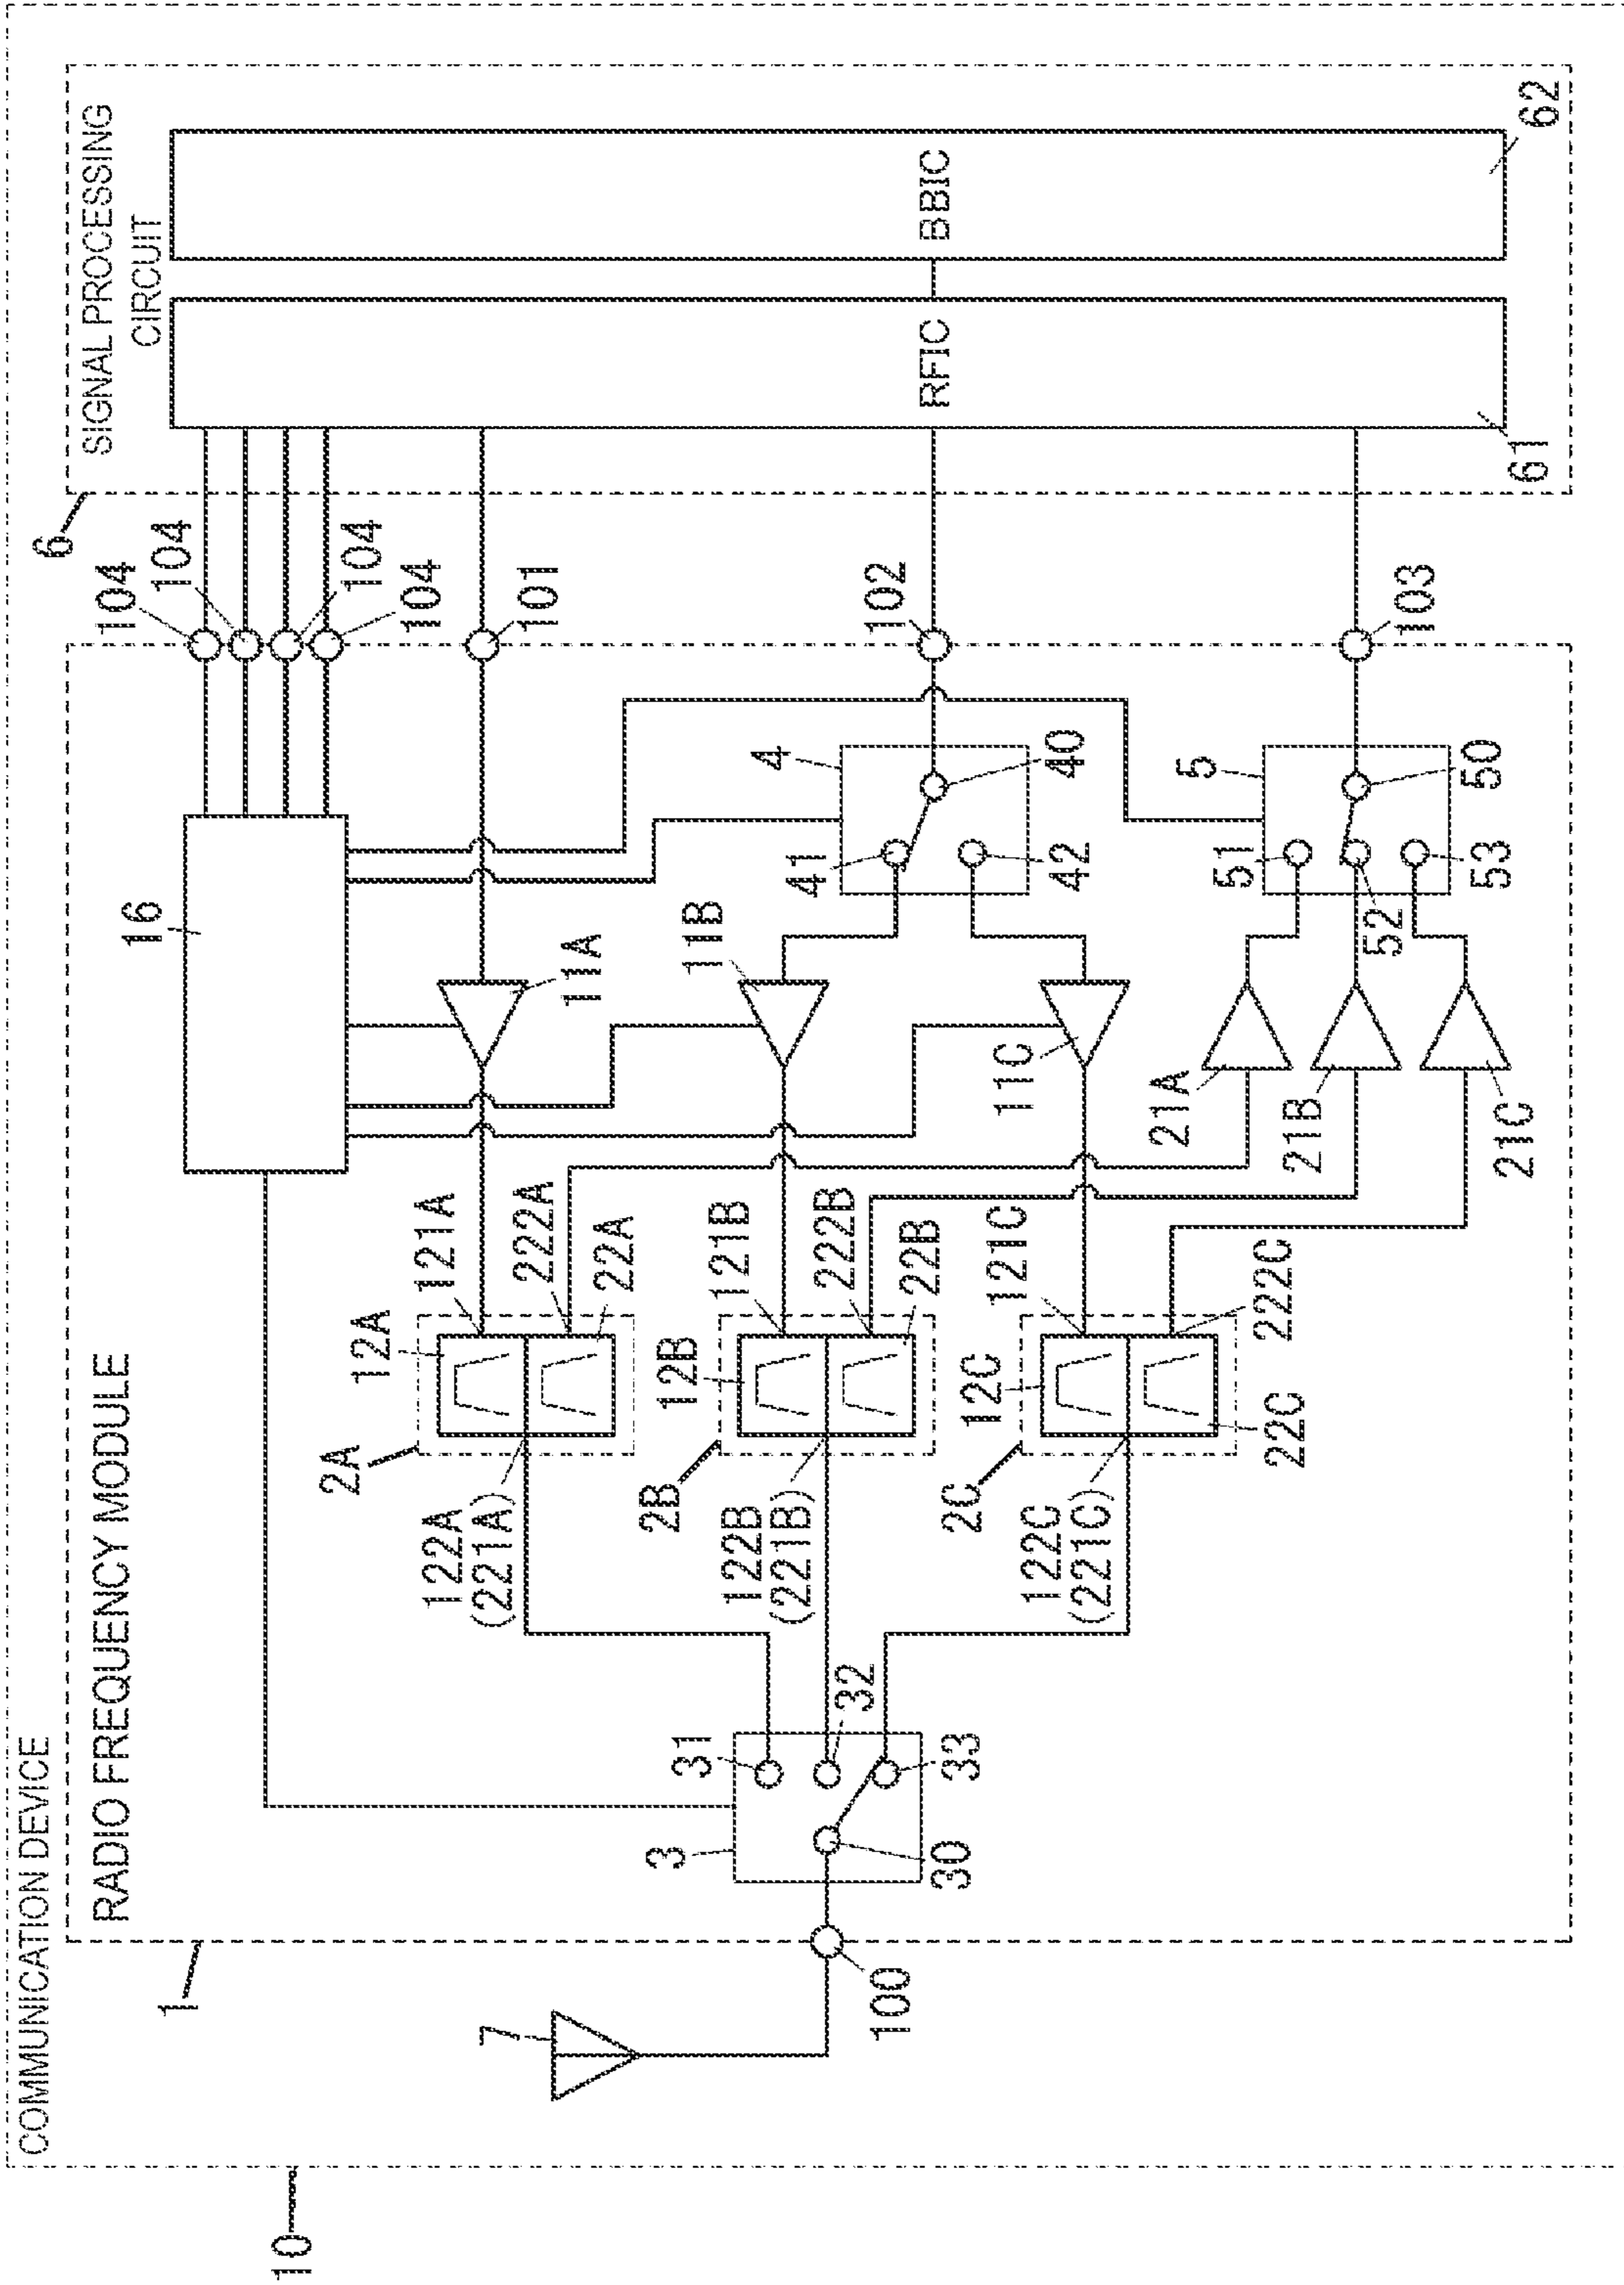 COMMUNICATION DEVICE
10
1
RADIO FREQUENCY MODULE
6
SIGNAL PROCESSING
CIRCUIT
7
100
3
30
31
32
33
16
104
104
104
104
101
102
103
2A
12A
121A
222A
22A
122A
(221A)
2B
12B
121B
222B
22B
122B
(221B)
2C
12C
121C
222C
22C
122C
(221C)
11A
11B
11C
21A
21B
21C
4
40
41
42
5
50
51
52
53
RFIC
61
BBIC
62